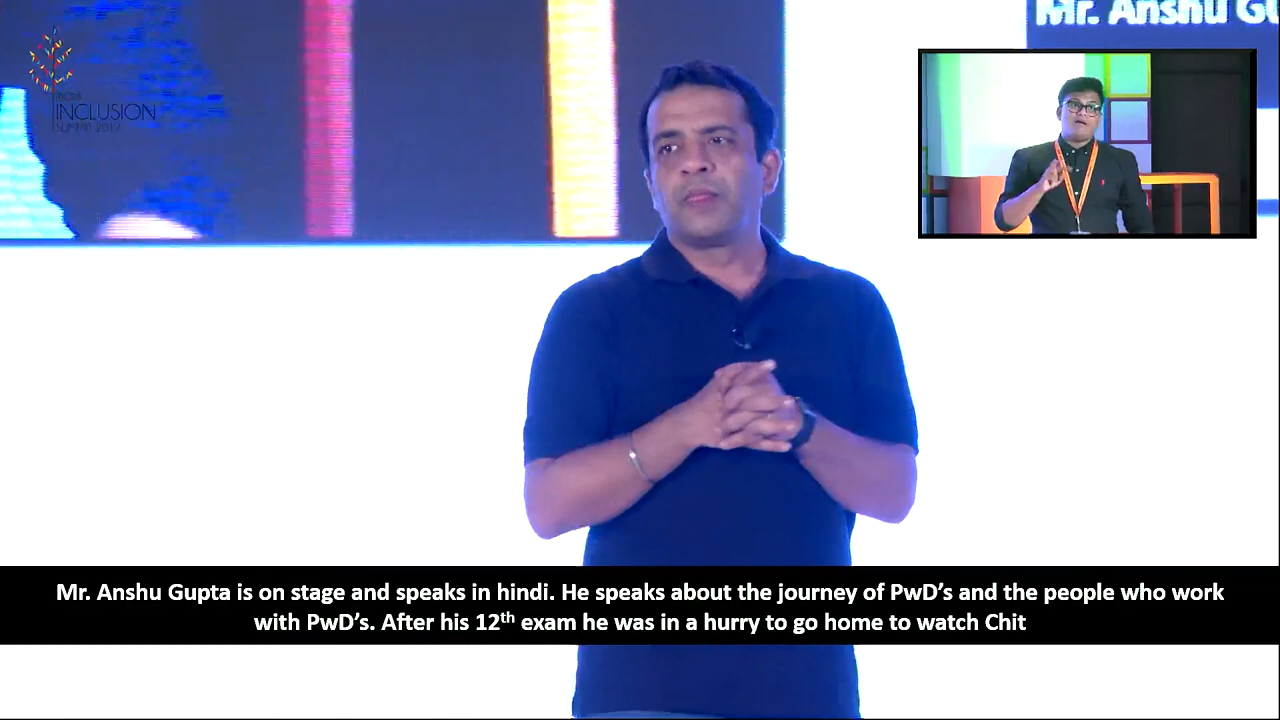 Mr. Anshu Gu
INDIA
INCLUSION
SUMMIT 2017
Mr. Anshu Gupta is on stage and speaks in hindi. He speaks about the journey of PwD’s and the people who work
with PwD’s. After his 12th exam he was in a hurry to go home to watch Chit